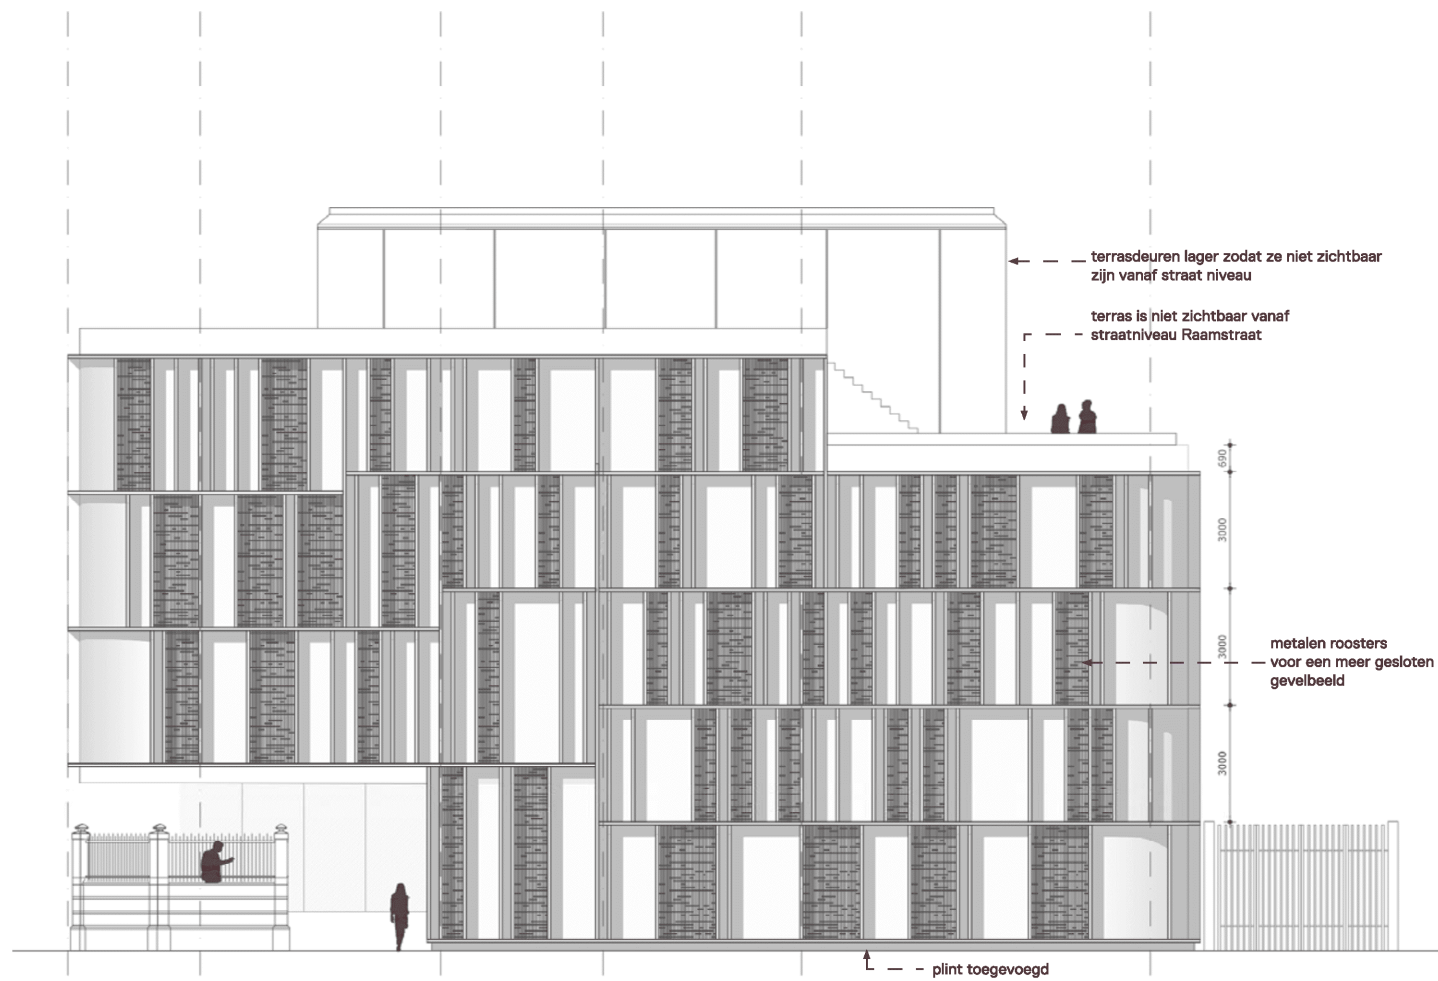 terrasdeuren lager zodat ze niet zichtbaar
zijn vanaf straat niveau
terras is niet zichtbaar vanaf
straatniveau Raamstraat
690
3000
3000
metalen roosters
voor een meer gesloten
gevelbeeld
3000
plint toegevoegd